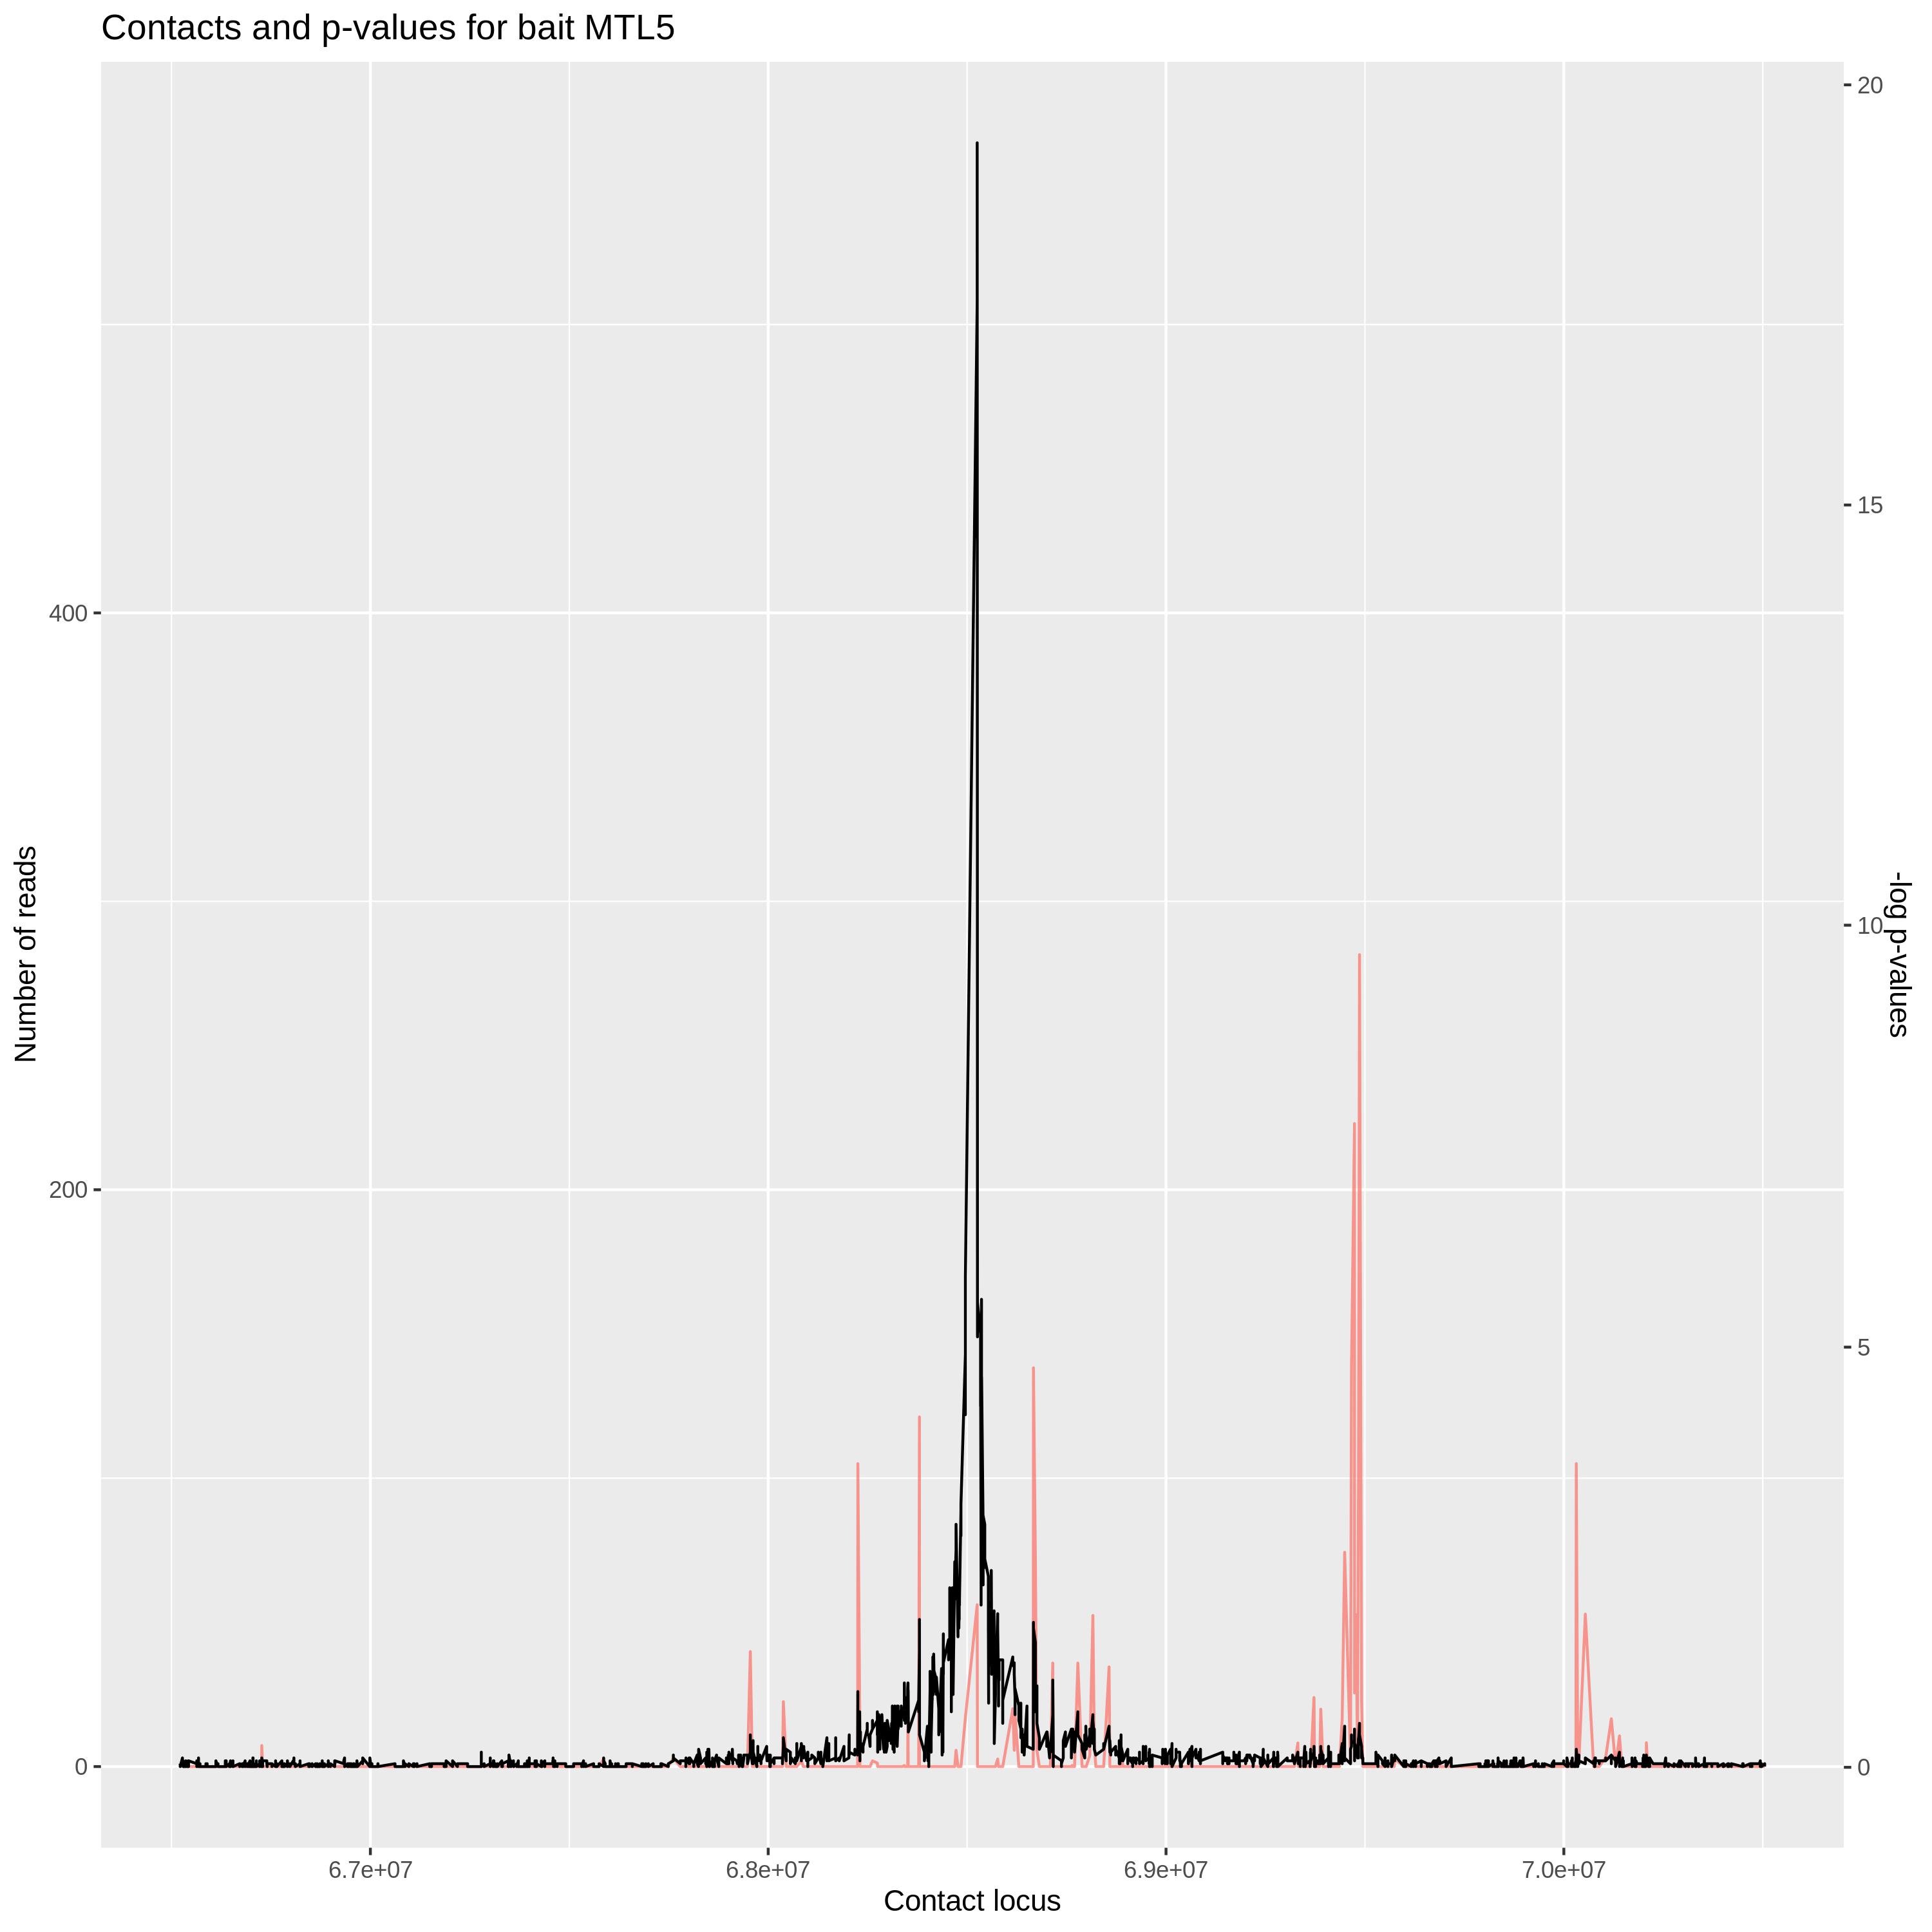 Contacts and p-values for bait MTL5
20
15
400
Number of reads
-log p-values
10
200
5
0
0
6.7e+07
6.8e+07
6.9e+07
7.0e+07
Contact locus